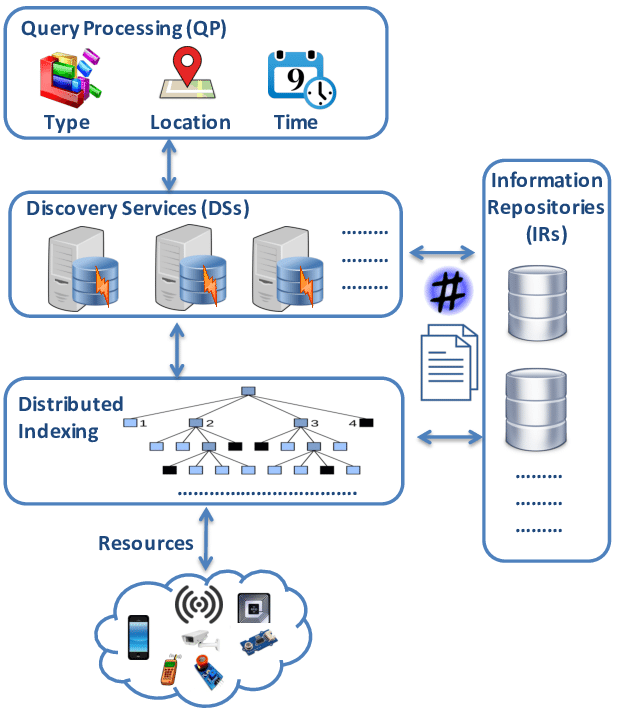 Query Processing (QP)
9
Type Location Time
Discovery Services (DSs)
.........
.........
.........
Information
Repositories
(IRs)
#
Distributed
Indexing
1 2 3 4
.................................
.........
.........
.........
Resources